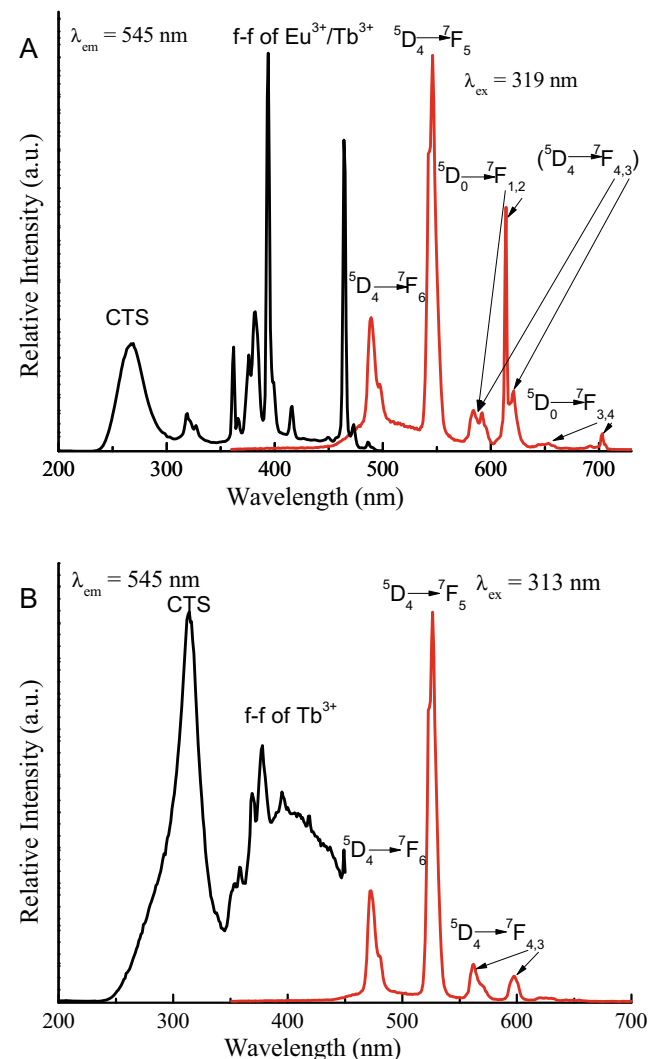 A
λem = 545 nm
f-f of Eu³⁺/Tb³⁺
⁵D₄→⁷F₅
λex = 319 nm
⁵D₀→⁷F₁,₂
(⁵D₄→⁷F₄,₃)
⁵D₄→⁷F₆
CTS
⁵D₀→⁷F₃,₄
Relative Intensity (a.u.)
200 300 400 500 600 700
Wavelength (nm)
B
λem = 545 nm
CTS
⁵D₄→⁷F₅
λex = 313 nm
f-f of Tb³⁺
⁵D₄→⁷F₆
⁵D₄→⁷F₄,₃
Relative Intensity (a.u.)
200 300 400 500 600 700
Wavelength (nm)